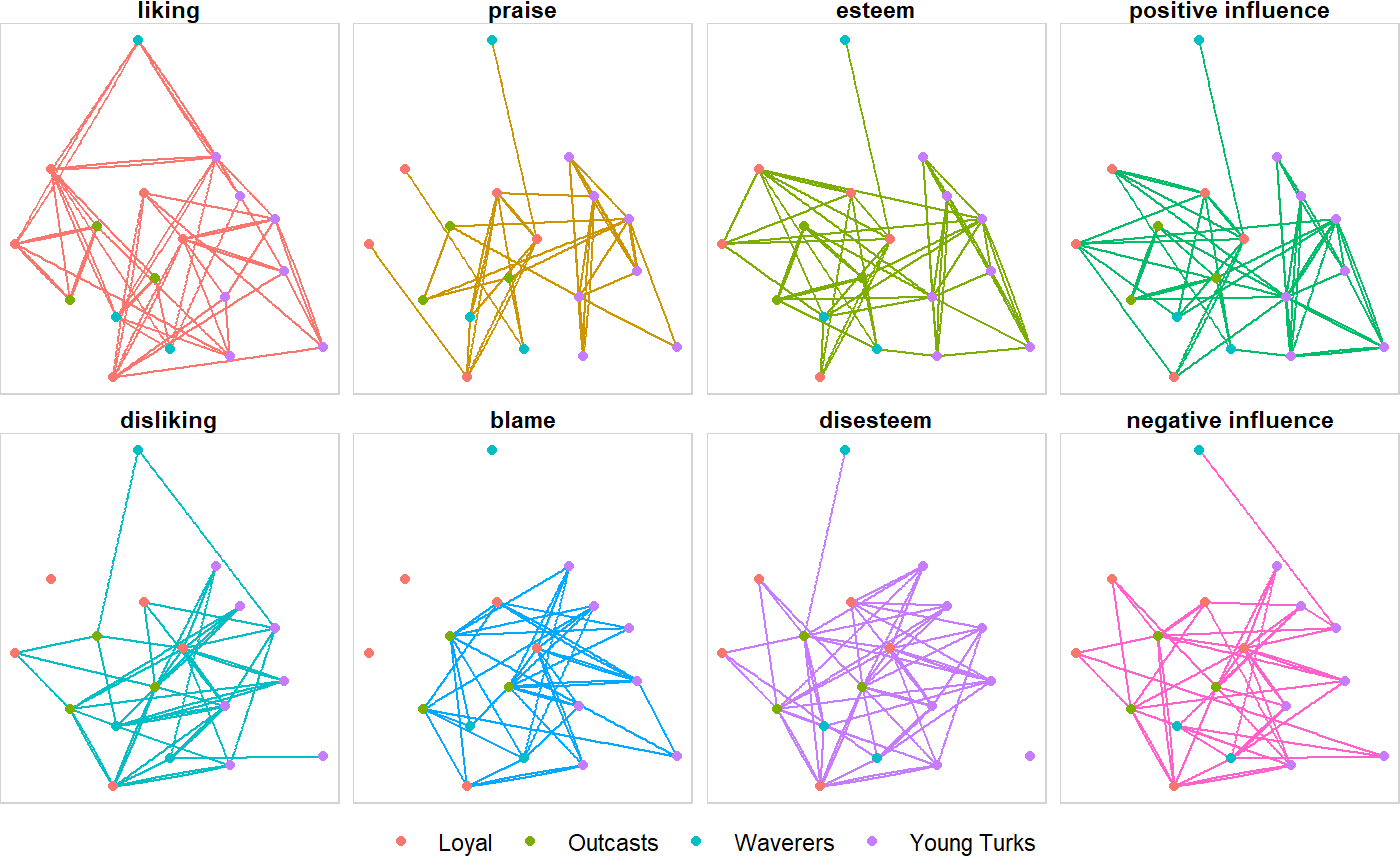 liking praise esteem positive influence
disliking blame disesteem negative influence
Loyal Outcasts Waverers Young Turks